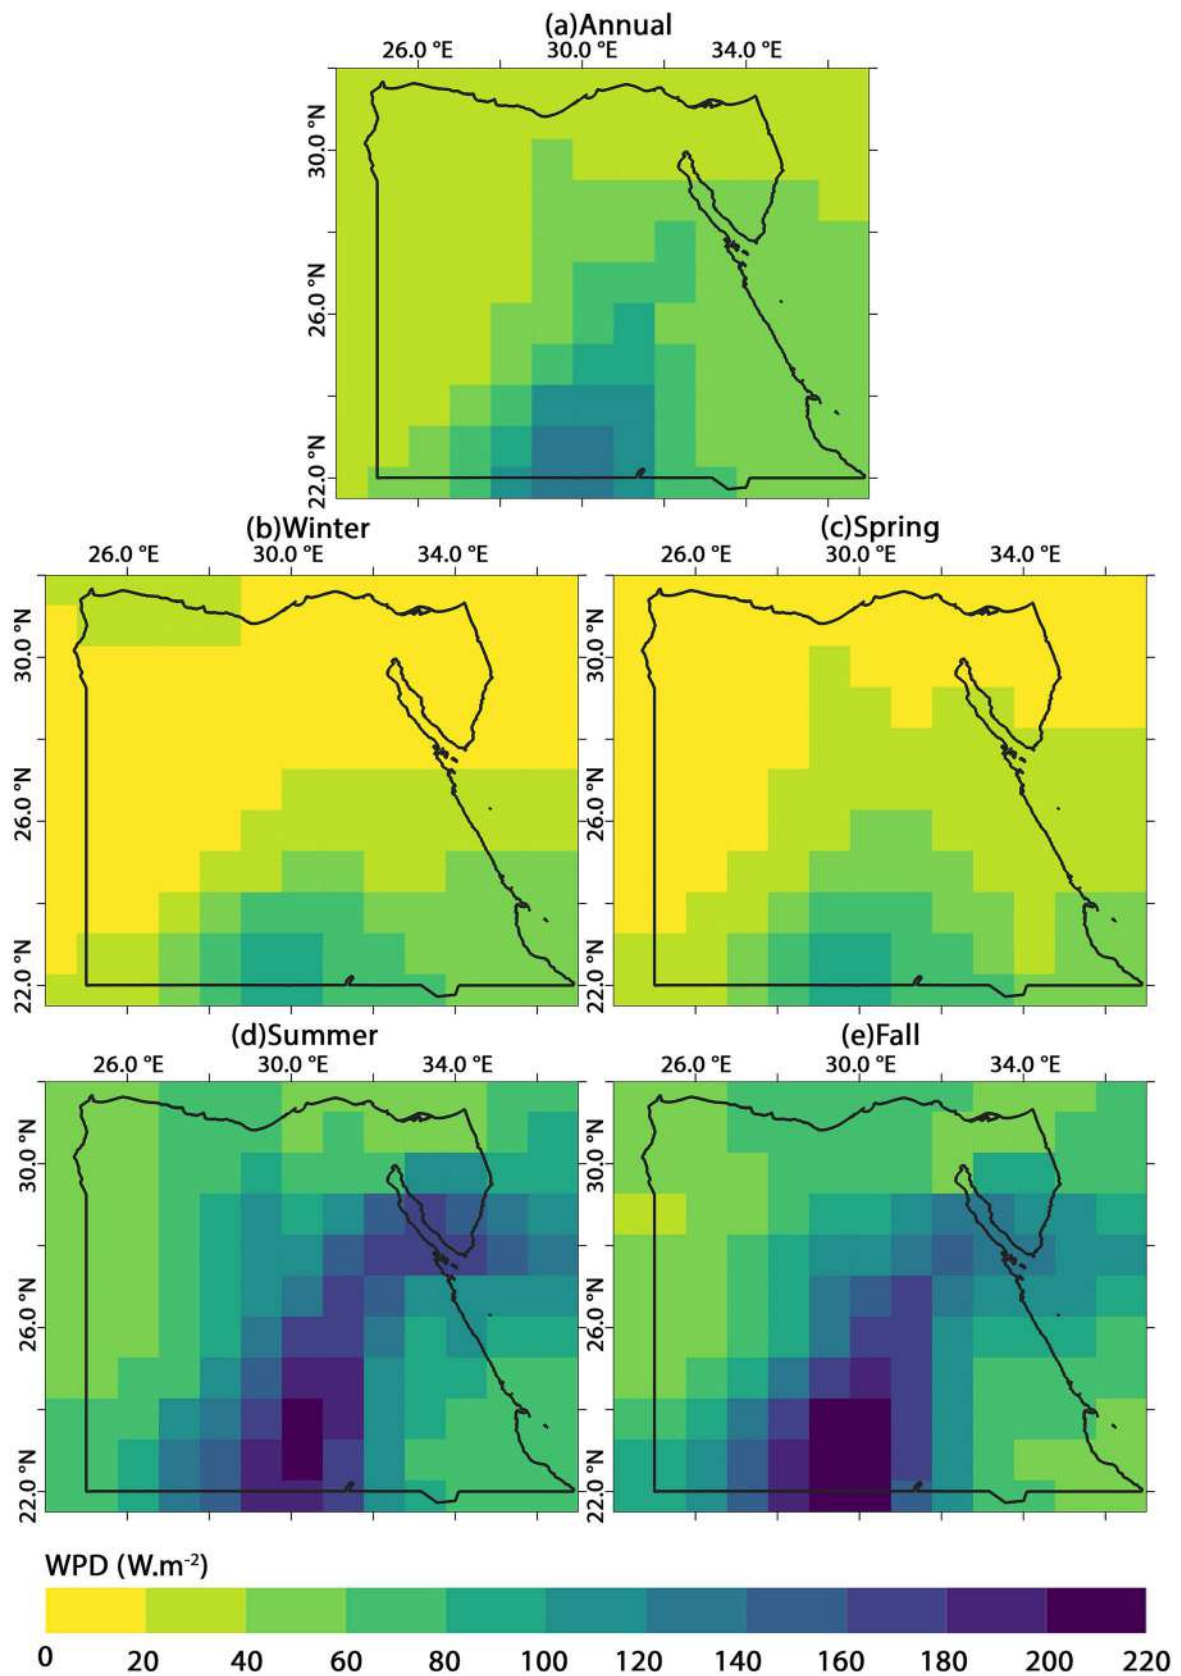 (a)Annual
26.0 °E 30.0 °E 34.0 °E
30.0 °N
26.0 °N
22.0 °N
(b)Winter
26.0 °E 30.0 °E 34.0 °E
30.0 °N
26.0 °N
22.0 °N
(c)Spring
26.0 °E 30.0 °E 34.0 °E
30.0 °N
26.0 °N
22.0 °N
(d)Summer
26.0 °E 30.0 °E 34.0 °E
30.0 °N
26.0 °N
22.0 °N
(e)Fall
26.0 °E 30.0 °E 34.0 °E
30.0 °N
26.0 °N
22.0 °N
WPD (W.m⁻²)
0 20 40 60 80 100 120 140 160 180 200 220